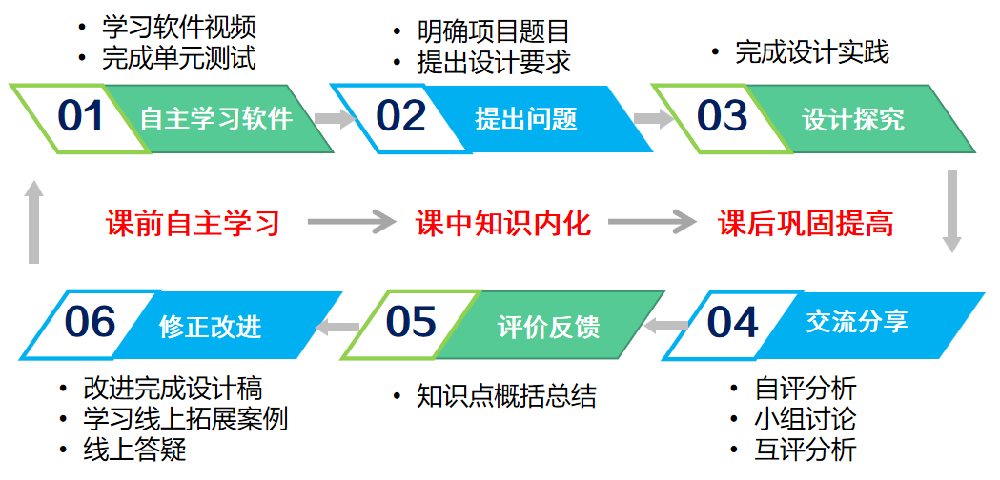 • 学习软件视频
• 完成单元测试
• 明确项目题目
• 提出设计要求
• 完成设计实践
01 自主学习软件
02 提出问题
03 设计探究
课前自主学习
课中知识内化
课后巩固提高
06 修正改进
05 评价反馈
04 交流分享
• 改进完成设计稿
• 学习线上拓展案例
• 线上答疑
• 知识点概括总结
• 自评分析
• 小组讨论
• 互评分析